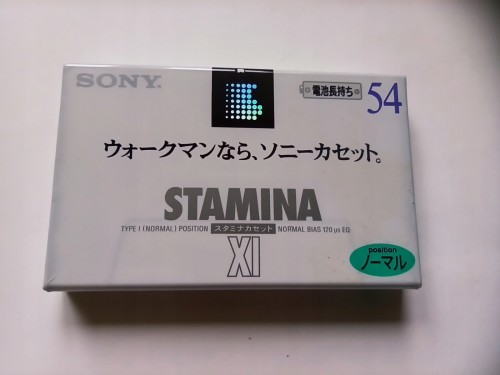 SONY
電池長持ち 54
ウォークマンなら、ソニーカセット。
STAMINA
TYPE I (NORMAL) POSITION スタミナカセット NORMAL BIAS 120 μs EQ
XI
position
ノーマル